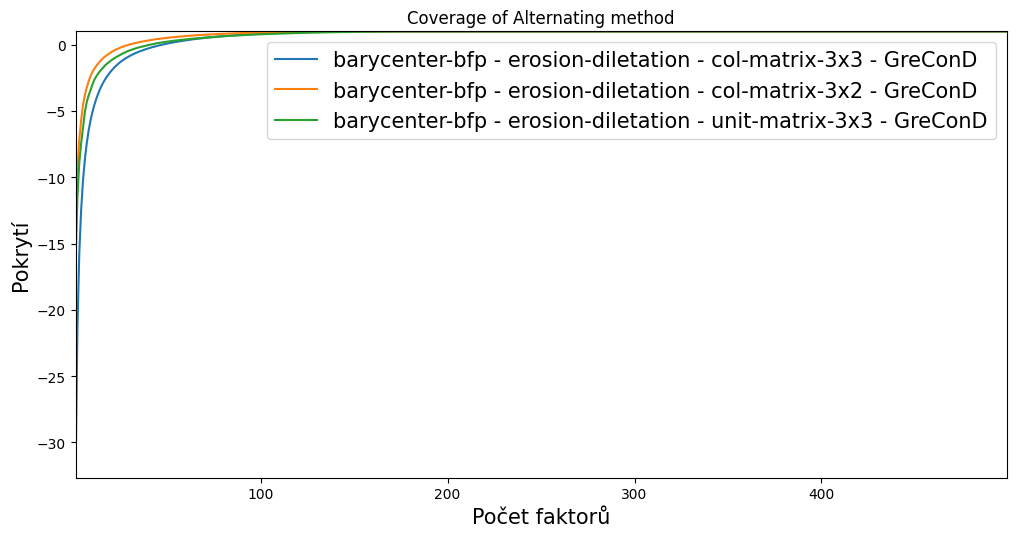 Coverage of Alternating method
barycenter-bfp - erosion-diletation - col-matrix-3x3 - GreConD
barycenter-bfp - erosion-diletation - col-matrix-3x2 - GreConD
barycenter-bfp - erosion-diletation - unit-matrix-3x3 - GreConD
Pokrytí
0
−5
−10
−15
−20
−25
−30
100
200
300
400
Počet faktorů